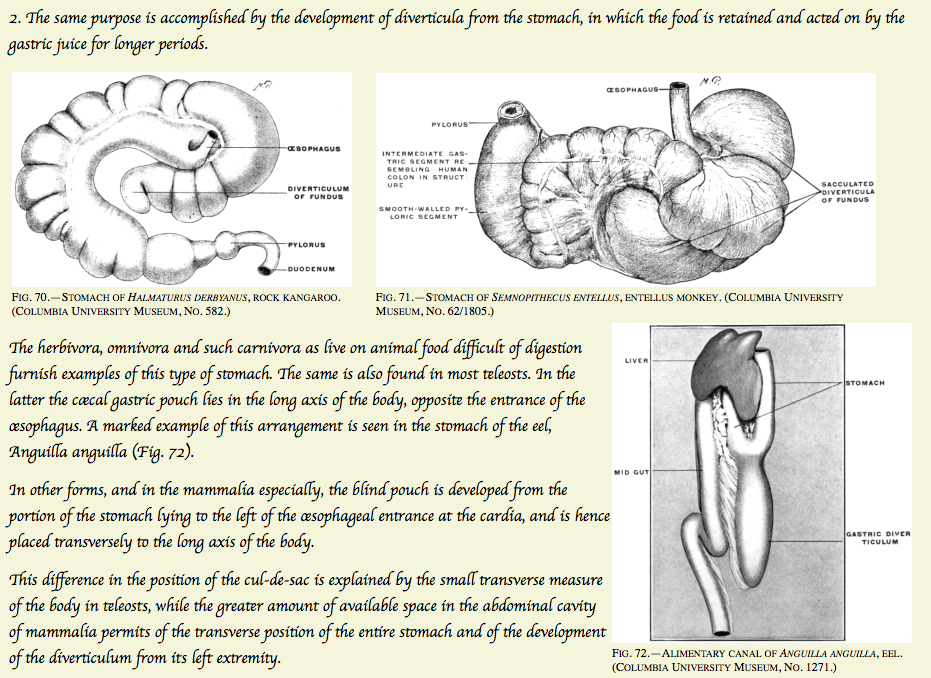 2. The same purpose is accomplished by the development of diverticula from the stomach, in which the food is retained and acted on by the
gastric juice for longer periods.
ŒSOPHAGUS
DIVERTICULUM
OF FUNDUS
PYLORUS
DUODENUM
FIG. 70.—STOMACH OF HALMATURUS DERBYANUS, ROCK KANGAROO.
(COLUMBIA UNIVERSITY MUSEUM, NO. 582.)
ŒSOPHAGUS
M.P.
PYLORUS
INTERMEDIATE GAS-
TRIC SEGMENT RE-
SEMBLING HUMAN
COLON IN STRUCT
URE
SMOOTH-WALLED PY-
LORIC SEGMENT
SACCULATED
DIVERTICULA
OF FUNDUS
FIG. 71.—STOMACH OF SEMNOPITHECUS ENTELLUS, ENTELLUS MONKEY. (COLUMBIA UNIVERSITY
MUSEUM, NO. 62/1805.)
The herbivora, omnivora and such carnivora as live on animal food difficult of digestion
furnish examples of this type of stomach. The same is also found in most teleosts. In the
latter the cæcal gastric pouch lies in the long axis of the body, opposite the entrance of the
œsophagus. A marked example of this arrangement is seen in the stomach of the eel,
Anguilla anguilla (Fig. 72).
In other forms, and in the mammalia especially, the blind pouch is developed from the
portion of the stomach lying to the left of the œsophageal entrance at the cardia, and is hence
placed transversely to the long axis of the body.
This difference in the position of the cul-de-sac is explained by the small transverse measure
of the body in teleosts, while the greater amount of available space in the abdominal cavity
of mammalia permits of the transverse position of the entire stomach and of the development
of the diverticulum from its left extremity.
LIVER
STOMACH
MID GUT
GASTRIC DIVER
TICULUM
FIG. 72.—ALIMENTARY CANAL OF ANGUILLA ANGUILLA, EEL.
(COLUMBIA UNIVERSITY MUSEUM, NO. 1271.)